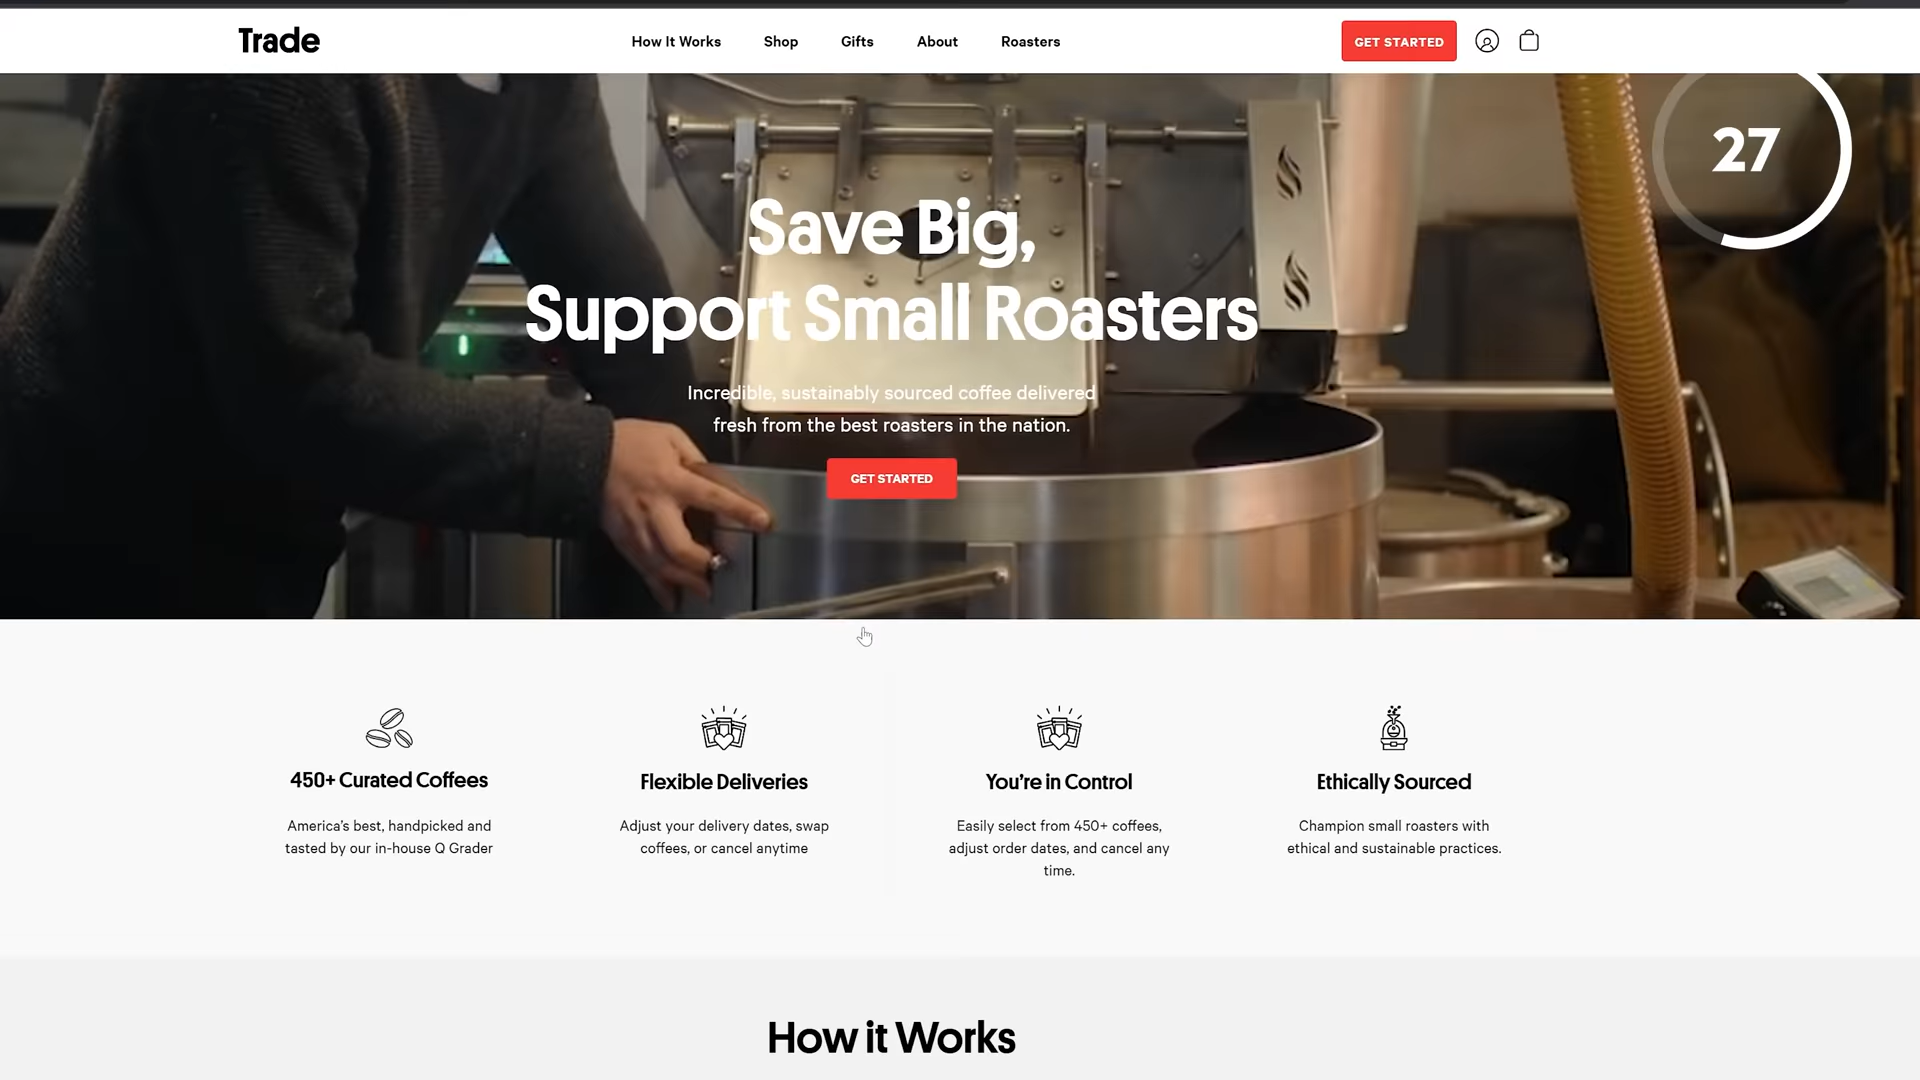 Trade
How It Works
Shop
Gifts
About
Roasters
GET STARTED
27
Save Big,
Support Small Roasters
Incredible, sustainably sourced coffee delivered
fresh from the best roasters in the nation.
GET STARTED
450+ Curated Coffees
America's best, handpicked and
tasted by our in-house Q Grader
Flexible Deliveries
Adjust your delivery dates, swap
coffees, or cancel anytime
You're in Control
Easily select from 450+ coffees,
adjust order dates, and cancel any
time.
Ethically Sourced
Champion small roasters with
ethical and sustainable practices.
How it Works